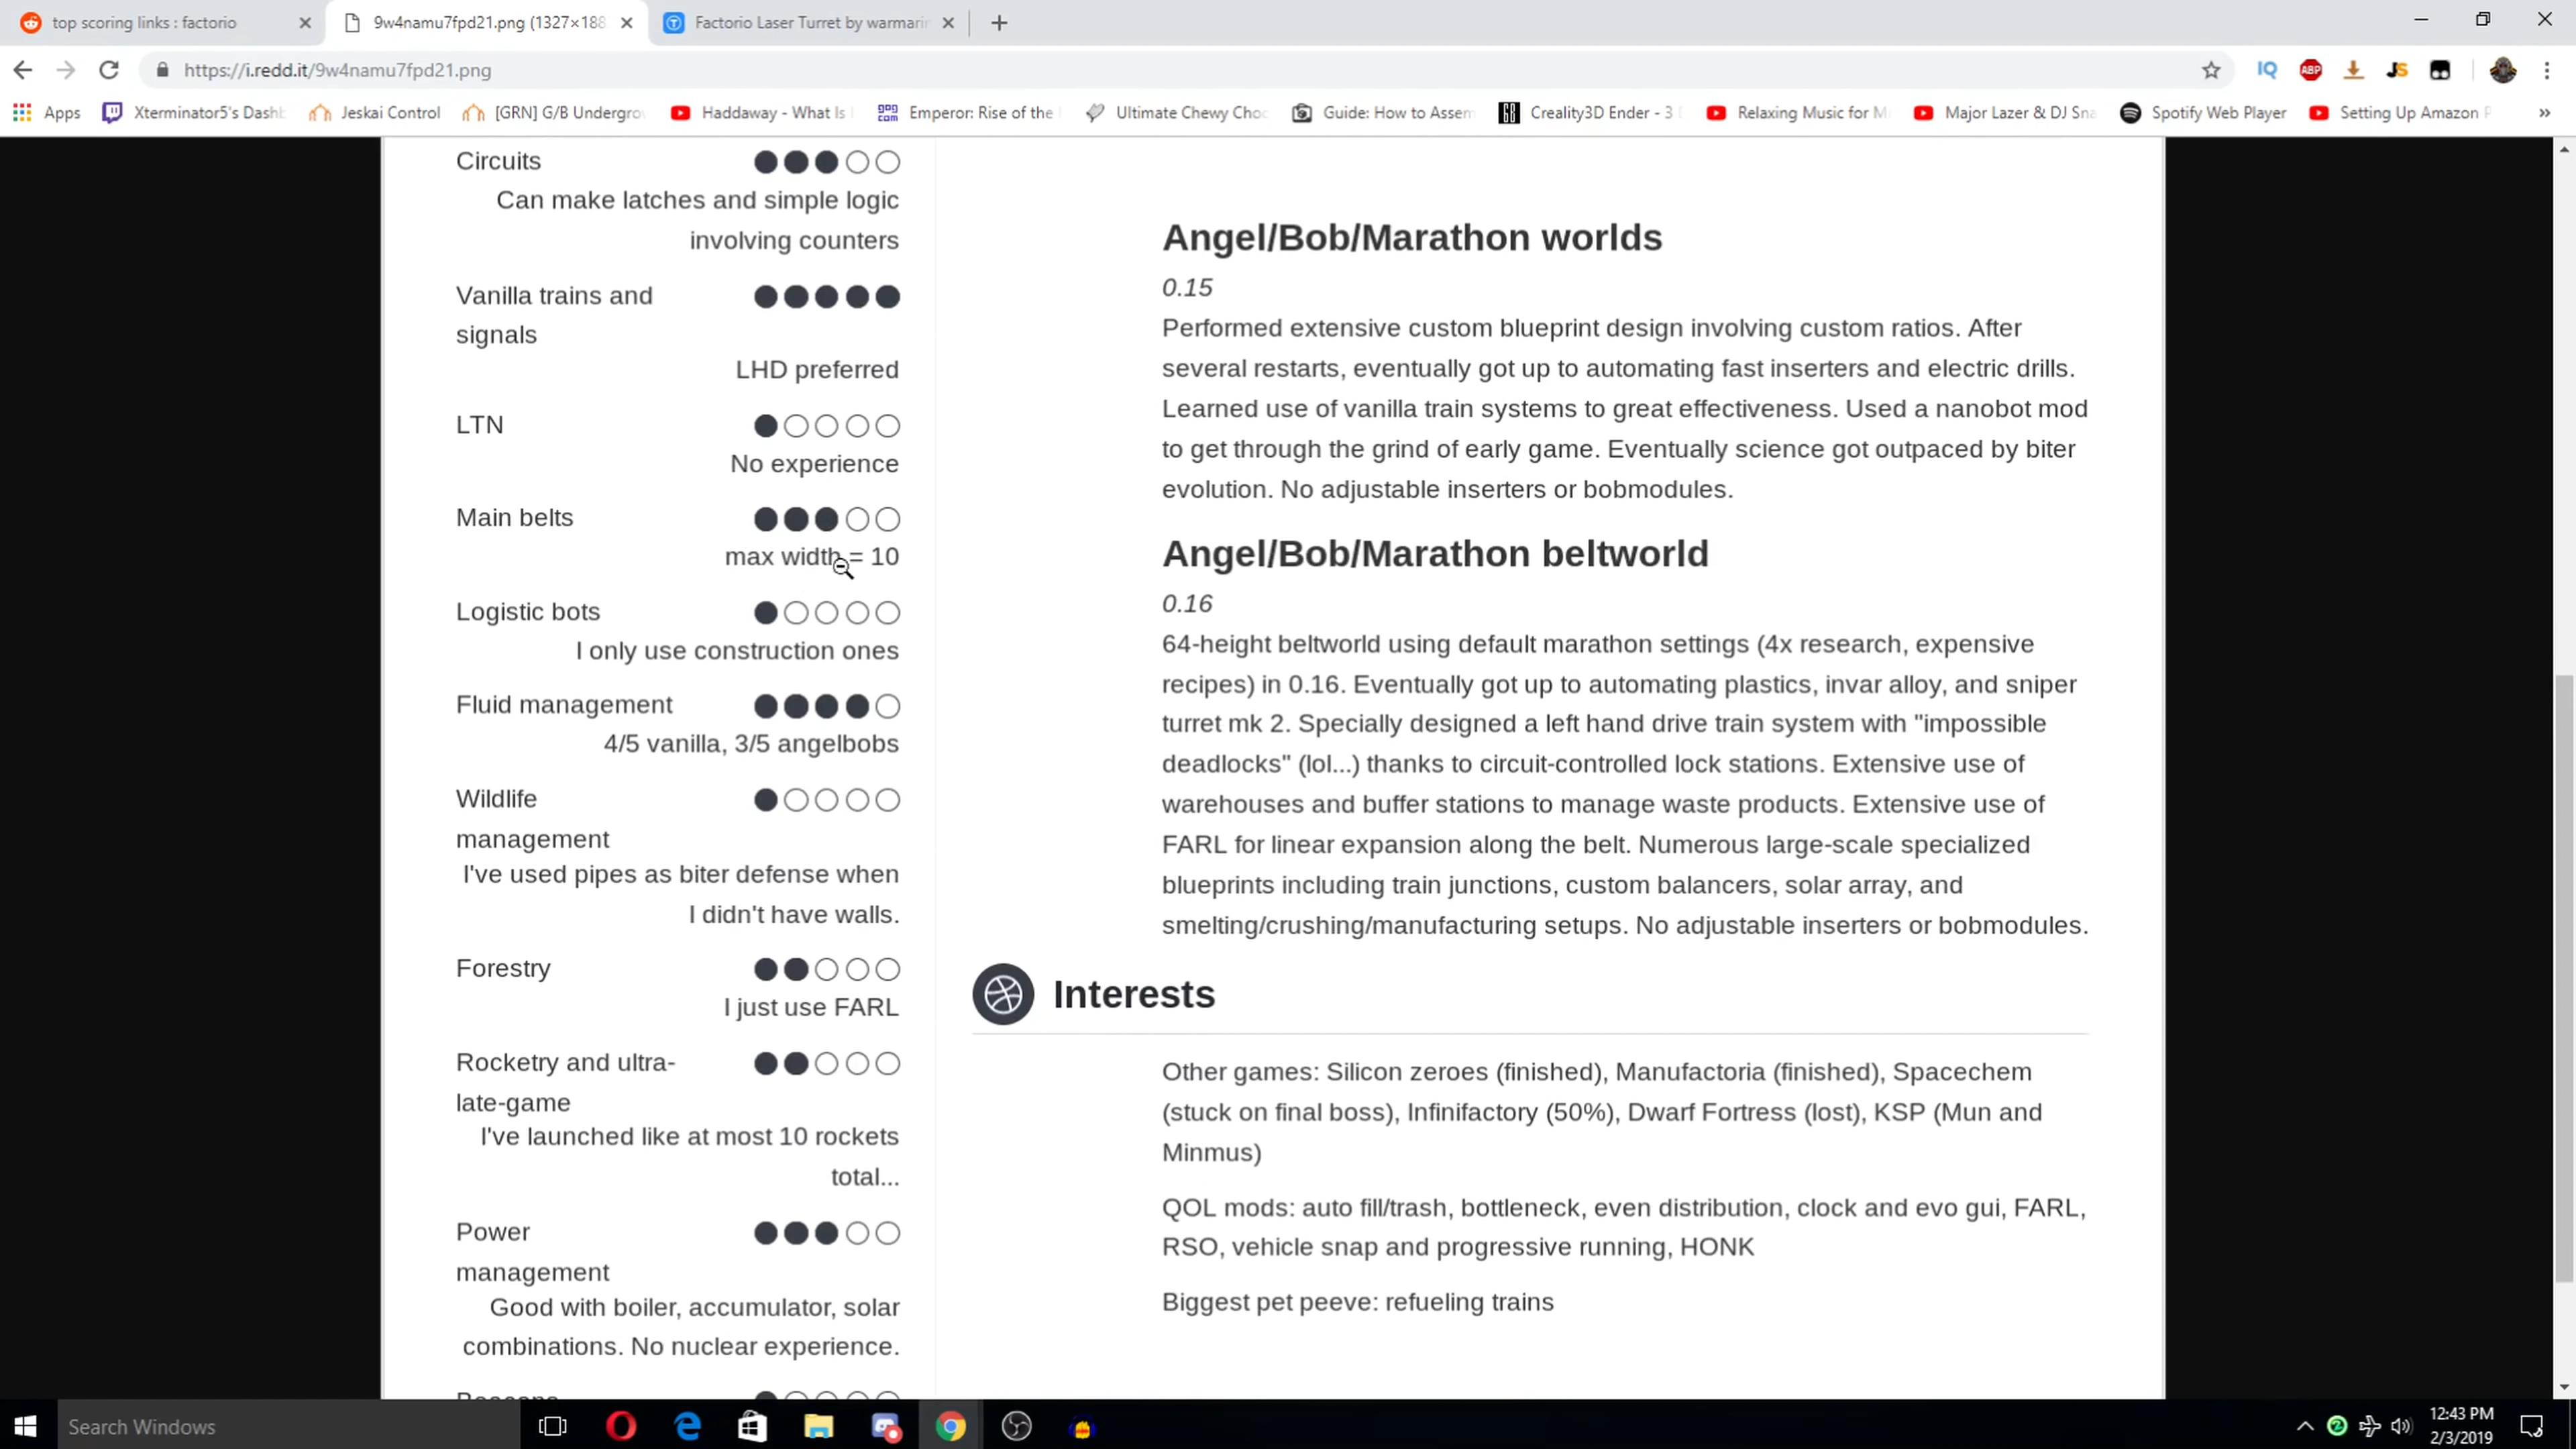 top scoring links : factorio
9w4namu7fpd21.png (1327×188
Factorio Laser Turret by warmarin
https://i.redd.it/9w4namu7fpd21.png
Apps
Xterminator5's Dashb
Jeskai Control
[GRN] G/B Undergro
Haddaway - What Is
Emperor: Rise of the
Ultimate Chewy Choc
Guide: How to Assem
Creality3D Ender - 3
Relaxing Music for M
Major Lazer & DJ Sna
Spotify Web Player
Setting Up Amazon
Circuits
Can make latches and simple logic
involving counters
Vanilla trains and
signals
LHD preferred
LTN
No experience
Main belts
max width = 10
Logistic bots
I only use construction ones
Fluid management
4/5 vanilla, 3/5 angelbobs
Wildlife
management
I've used pipes as biter defense when
I didn't have walls.
Forestry
I just use FARL
Rocketry and ultra-
late-game
I've launched like at most 10 rockets
total...
Power
management
Good with boiler, accumulator, solar
combinations. No nuclear experience.
Angel/Bob/Marathon worlds
0.15
Performed extensive custom blueprint design involving custom ratios. After
several restarts, eventually got up to automating fast inserters and electric drills.
Learned use of vanilla train systems to great effectiveness. Used a nanobot mod
to get through the grind of early game. Eventually science got outpaced by biter
evolution. No adjustable inserters or bobmodules.
Angel/Bob/Marathon beltworld
0.16
64-height beltworld using default marathon settings (4x research, expensive
recipes) in 0.16. Eventually got up to automating plastics, invar alloy, and sniper
turret mk 2. Specially designed a left hand drive train system with "impossible
deadlocks" (lol...) thanks to circuit-controlled lock stations. Extensive use of
warehouses and buffer stations to manage waste products. Extensive use of
FARL for linear expansion along the belt. Numerous large-scale specialized
blueprints including train junctions, custom balancers, solar array, and
smelting/crushing/manufacturing setups. No adjustable inserters or bobmodules.
Interests
Other games: Silicon zeroes (finished), Manufactoria (finished), Spacechem
(stuck on final boss), Infinifactory (50%), Dwarf Fortress (lost), KSP (Mun and
Minmus)
QOL mods: auto fill/trash, bottleneck, even distribution, clock and evo gui, FARL,
RSO, vehicle snap and progressive running, HONK
Biggest pet peeve: refueling trains
Search Windows
12:43 PM
2/3/2019